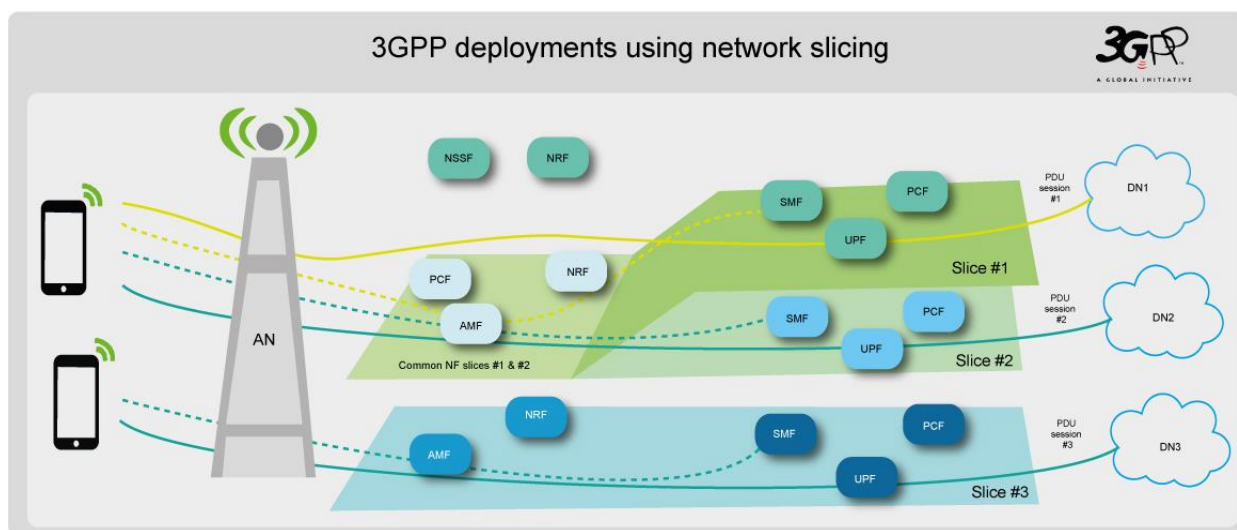 3GPP deployments using network slicing
3GPP
TM
A GLOBAL INITIATIVE
NSSF
NRF
SMF
PCF
UPF
Slice #1
PDU
session
#1
DN1
AN
PCF
NRF
AMF
Common NF slices #1 & #2
SMF
PCF
UPF
Slice #2
PDU
session
#2
DN2
NRF
AMF
SMF
PCF
UPF
Slice #3
PDU
session
#3
DN3